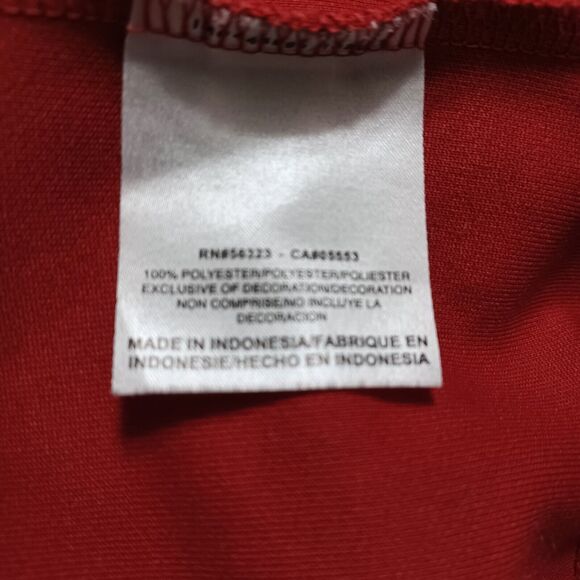 RN#56323 - CA#05553
100% POLYESTER/POLYESTER/POLIESTER
EXCLUSIVE OF DECORATION/DECORATION
NON COMPRISE/NO INCLUYE LA
DECORACION
MADE IN INDONESIA/FABRIQUE EN
INDONESIE/HECHO EN INDONESIA